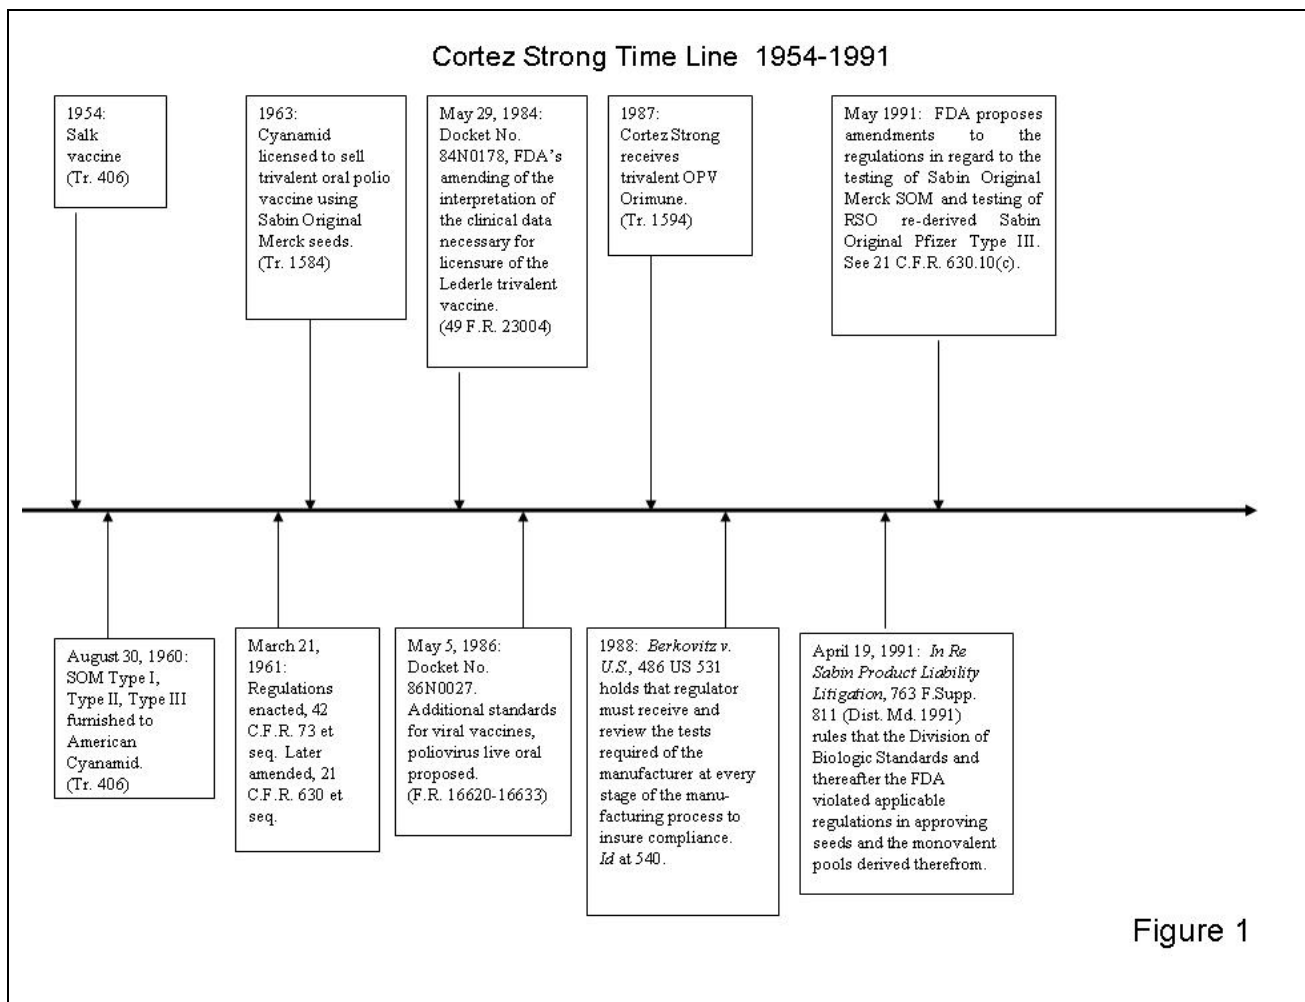 Cortez Strong Time Line 1954-1991
1954:
Salk
vaccine
(Tr. 406)
1963:
Cyanamid
licensed to sell
trivalent oral polio
vaccine using
Sabin Original
Merck seeds.
(Tr. 1584)
May 29, 1984:
Docket No.
84N0178, FDA's
amending of the
interpretation of
the clinical data
necessary for
licensure of the
Lederle trivalent
vaccine.
(49 F.R. 23004)
1987:
Cortez Strong
receives
trivalent OPV
Orimune.
(Tr. 1594)
May 1991: FDA proposes
amendments to the
regulations in regard to the
testing of Sabin Original
Merck SOM and testing of
RSO re-derived Sabin
Original Pfizer Type III.
See 21 C.F.R. 630.10(c).
August 30, 1960:
SOM Type I,
Type II, Type III
furnished to
American
Cyanamid.
(Tr. 406)
March 21,
1961:
Regulations
enacted, 42
C.F.R. 73 et
seq. Later
amended, 21
C.F.R. 630 et
seq.
May 5, 1986:
Docket No.
86N0027.
Additional standards
for viral vaccines,
poliovirus live oral
proposed.
(F.R. 16620-16633)
1988: Berkovitz v.
U.S., 486 US 531
holds that regulator
must receive and
review the tests
required of the
manufacturer at every
stage of the manu-
facturing process to
insure compliance.
Id at 540.
April 19, 1991: In Re
Sabin Product Liability
Litigation, 763 F.Supp.
811 (Dist. Md. 1991)
rules that the Division of
Biologic Standards and
thereafter the FDA
violated applicable
regulations in approving
seeds and the monovalent
pools derived therefrom.
Figure 1